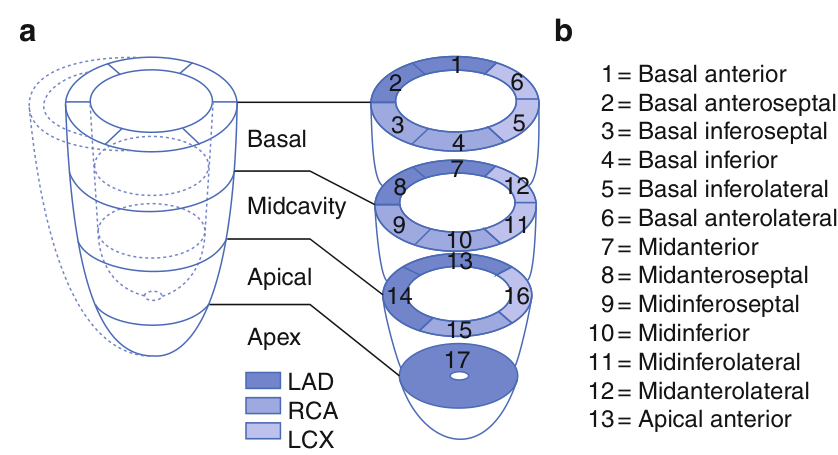 a
b
Basal
Midcavity
Apical
Apex
LAD
RCA
LCX
1
2
6
3
5
4
7
8
12
9
11
10
13
14
16
15
17
1 = Basal anterior
2 = Basal anteroseptal
3 = Basal inferoseptal
4 = Basal inferior
5 = Basal inferolateral
6 = Basal anterolateral
7 = Midanterior
8 = Midanteroseptal
9 = Midinferoseptal
10 = Midinferior
11 = Midinferolateral
12 = Midanterolateral
13 = Apical anterior